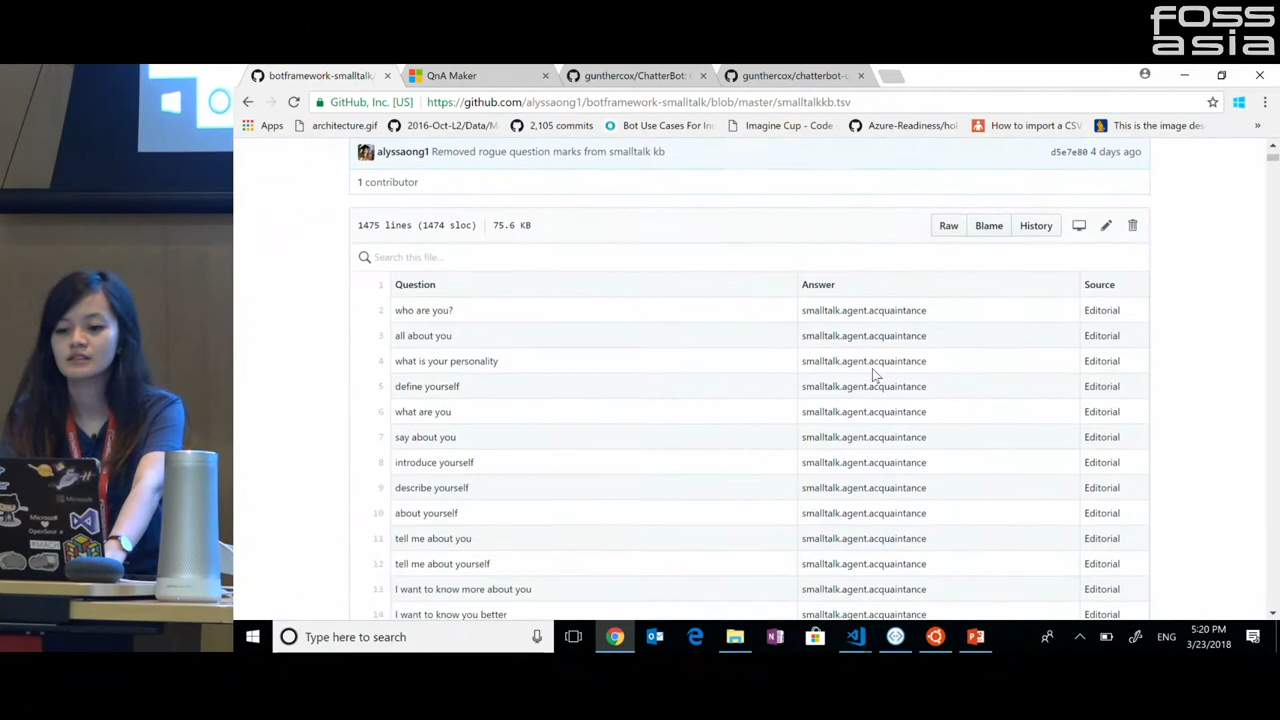 FOSS
asia
botframework-smalltalk/
QnA Maker
gunthercox/ChatterBot:
gunthercox/chatterbot-c
GitHub, Inc. [US]
https://github.com/alyssaong1/botframework-smalltalk/blob/master/smalltalkkb.tsv
Apps
architecture.gif
2016-Oct-L2/Data/M
2,105 commits
Bot Use Cases For In
Imagine Cup - Code
Azure-Readiness/hol
How to import a CSV
This is the image des
»
alyssaong1 Removed rogue question marks from smalltalk kb
d5e7e80 4 days ago
1 contributor
1475 lines (1474 sloc) | 75.6 KB
Raw
Blame
History
Search this file...
1 Question Answer Source
2 who are you? smalltalk.agent.acquaintance Editorial
3 all about you smalltalk.agent.acquaintance Editorial
4 what is your personality smalltalk.agent.acquaintance Editorial
5 define yourself smalltalk.agent.acquaintance Editorial
6 what are you smalltalk.agent.acquaintance Editorial
7 say about you smalltalk.agent.acquaintance Editorial
8 introduce yourself smalltalk.agent.acquaintance Editorial
9 describe yourself smalltalk.agent.acquaintance Editorial
10 about yourself smalltalk.agent.acquaintance Editorial
11 tell me about you smalltalk.agent.acquaintance Editorial
12 tell me about yourself smalltalk.agent.acquaintance Editorial
13 I want to know more about you smalltalk.agent.acquaintance Editorial
14 I want to know you better smalltalk.agent.acquaintance Editorial
Microsoft
Microsoft
OpenSource
Type here to search
ENG
5:20 PM
3/23/2018